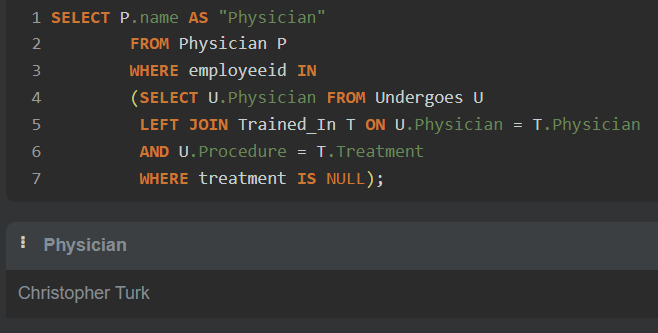 1 SELECT P.name AS "Physician"
2 FROM Physician P
3 WHERE employeeid IN
4 (SELECT U.Physician FROM Undergoes U
5 LEFT JOIN Trained_In T ON U.Physician = T.Physician
6 AND U.Procedure = T.Treatment
7 WHERE treatment IS NULL);
Physician
Christopher Turk